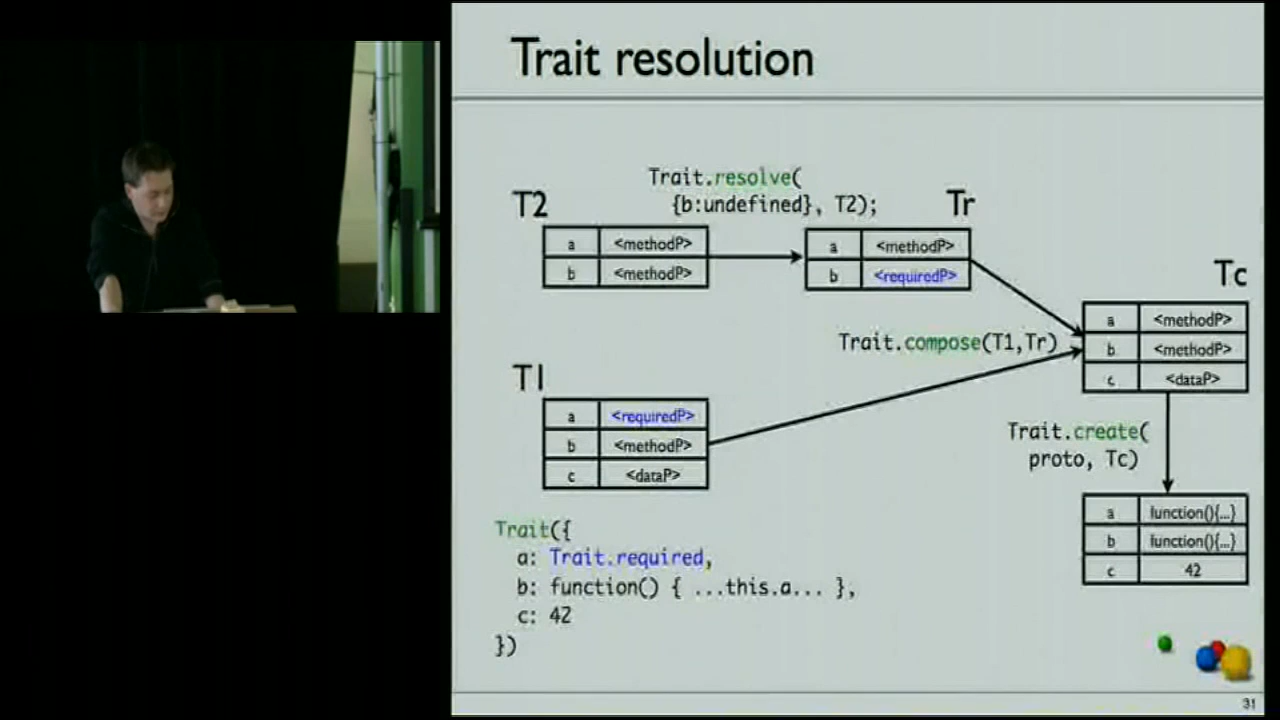 Trait resolution
Trait.resolve(
{b:undefined}, T2);
T2
a <methodP>
b <methodP>
Tr
a <methodP>
b <requiredP>
Tc
a <methodP>
b <methodP>
c <dataP>
Trait.compose(T1,Tr)
T1
a <requiredP>
b <methodP>
c <dataP>
Trait.create(
proto, Tc)
a function(){...}
b function(){...}
c 42
Trait({
a: Trait.required,
b: function() { ...this.a... },
c: 42
})
31